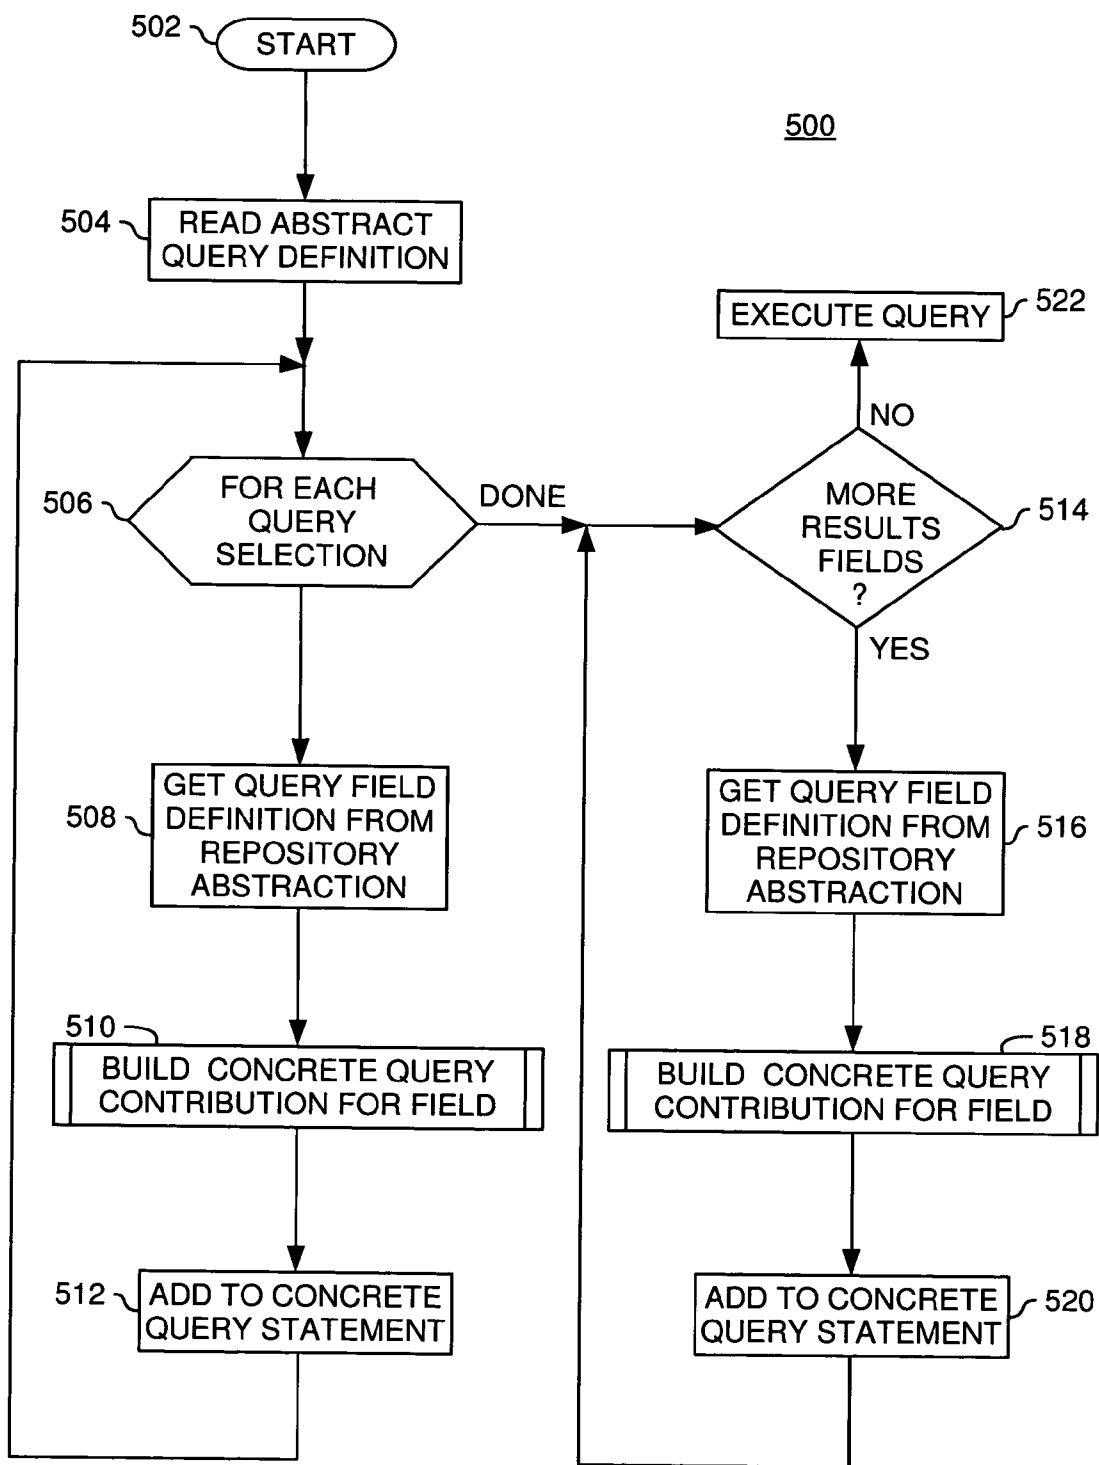 502
START
500
504
READ ABSTRACT
QUERY DEFINITION
EXECUTE QUERY
522
NO
506
FOR EACH
QUERY
SELECTION
DONE
MORE
RESULTS
FIELDS
?
514
YES
508
GET QUERY FIELD
DEFINITION FROM
REPOSITORY
ABSTRACTION
GET QUERY FIELD
DEFINITION FROM
REPOSITORY
ABSTRACTION
516
510
BUILD CONCRETE QUERY
CONTRIBUTION FOR FIELD
518
BUILD CONCRETE QUERY
CONTRIBUTION FOR FIELD
512
ADD TO CONCRETE
QUERY STATEMENT
ADD TO CONCRETE
QUERY STATEMENT
520